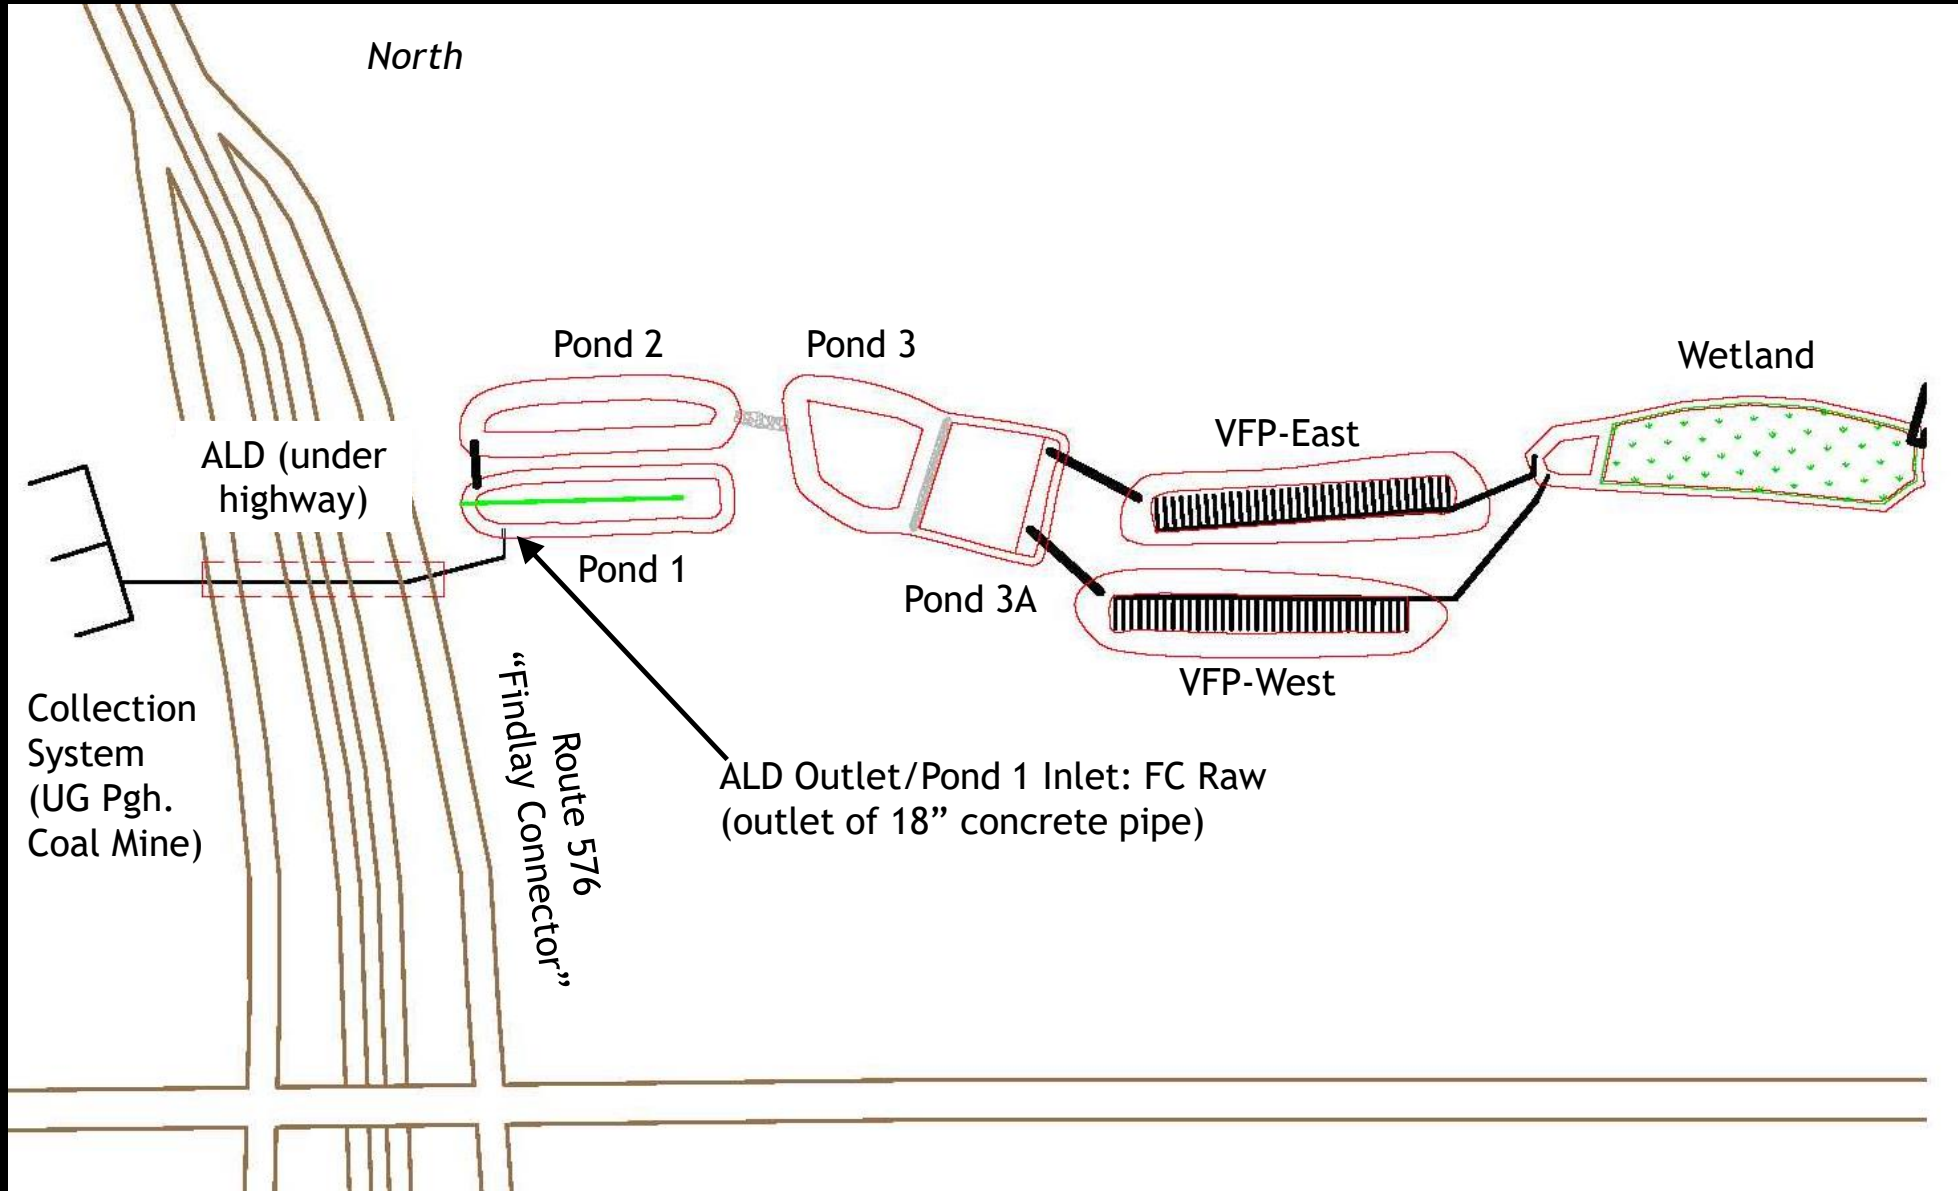 North
Pond 2
Pond 3
Wetland
VFP-East
ALD (under
highway)
Pond 1
Pond 3A
VFP-West
Collection
System
(UG Pgh.
Coal Mine)
Route 576
“Findlay Connector”
ALD Outlet/Pond 1 Inlet: FC Raw
(outlet of 18” concrete pipe)